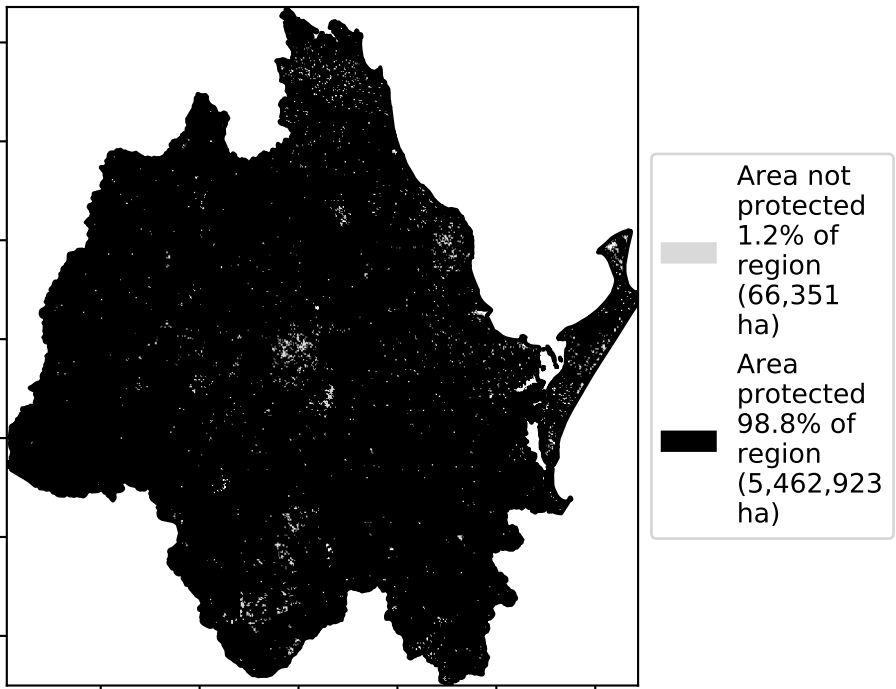 Area not
protected
1.2% of
region
(66,351
ha)
Area
protected
98.8% of
region
(5,462,923
ha)